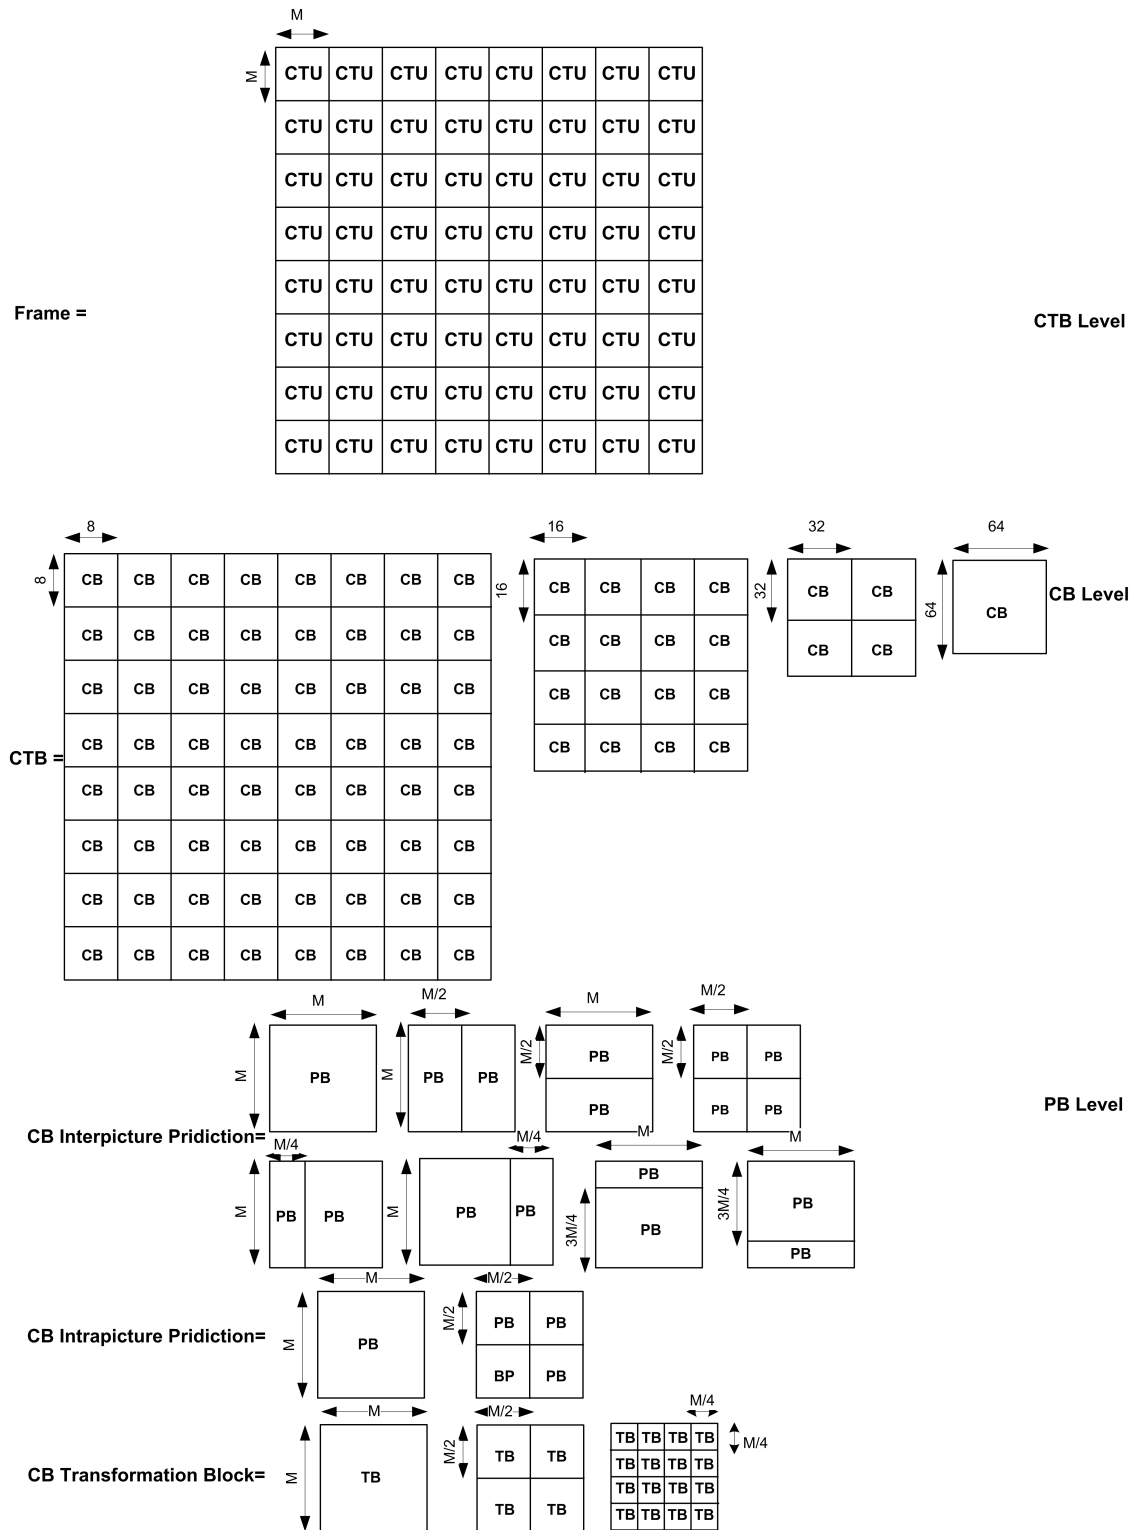 M
M
CTU CTU CTU CTU CTU CTU CTU CTU
CTU CTU CTU CTU CTU CTU CTU CTU
CTU CTU CTU CTU CTU CTU CTU CTU
CTU CTU CTU CTU CTU CTU CTU CTU
CTU CTU CTU CTU CTU CTU CTU CTU
Frame =
CTB Level
CTU CTU CTU CTU CTU CTU CTU CTU
CTU CTU CTU CTU CTU CTU CTU CTU
CTU CTU CTU CTU CTU CTU CTU CTU
8 16 32 64
8 16 32 64
CB CB CB CB CB CB CB CB
CB CB CB CB CB CB CB CB
CB CB CB CB CB CB CB CB
CB CB CB CB CB CB CB CB
CTB =
CB CB CB CB CB CB CB CB
CB CB CB CB CB CB CB CB
CB CB CB CB CB CB CB CB
CB CB CB CB CB CB CB CB
CB CB CB CB
CB CB CB CB
CB CB CB CB
CB CB CB CB
CB CB
CB CB
CB
CB Level
M M/2 M M/2
M M M/2 M/2
PB PB PB PB PB PB
PB PB PB
PB Level
CB Interpicture Pridiction=
M/4 M/4 M M
M M 3M/4 3M/4
PB PB PB PB PB PB
PB PB
M M/2
M M/2
CB Intrapicture Pridiction=
PB PB PB
BP PB
M M/2 M/4
M M/2 M/4
CB Transformation Block=
TB TB TB
TB TB
TB TB TB TB
TB TB TB TB
TB TB TB TB
TB TB TB TB